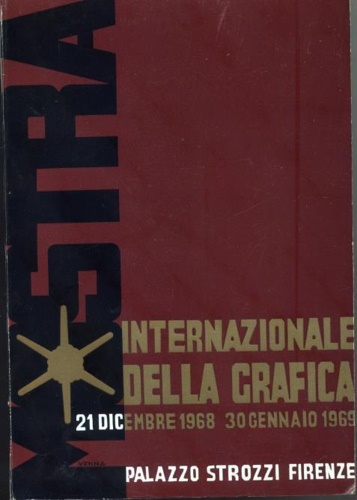 MOSTRA
INTERNAZIONALE
DELLA GRAFICA
21 DICEMBRE 1968 30 GENNAIO 1969
PALAZZO STROZZI FIRENZE